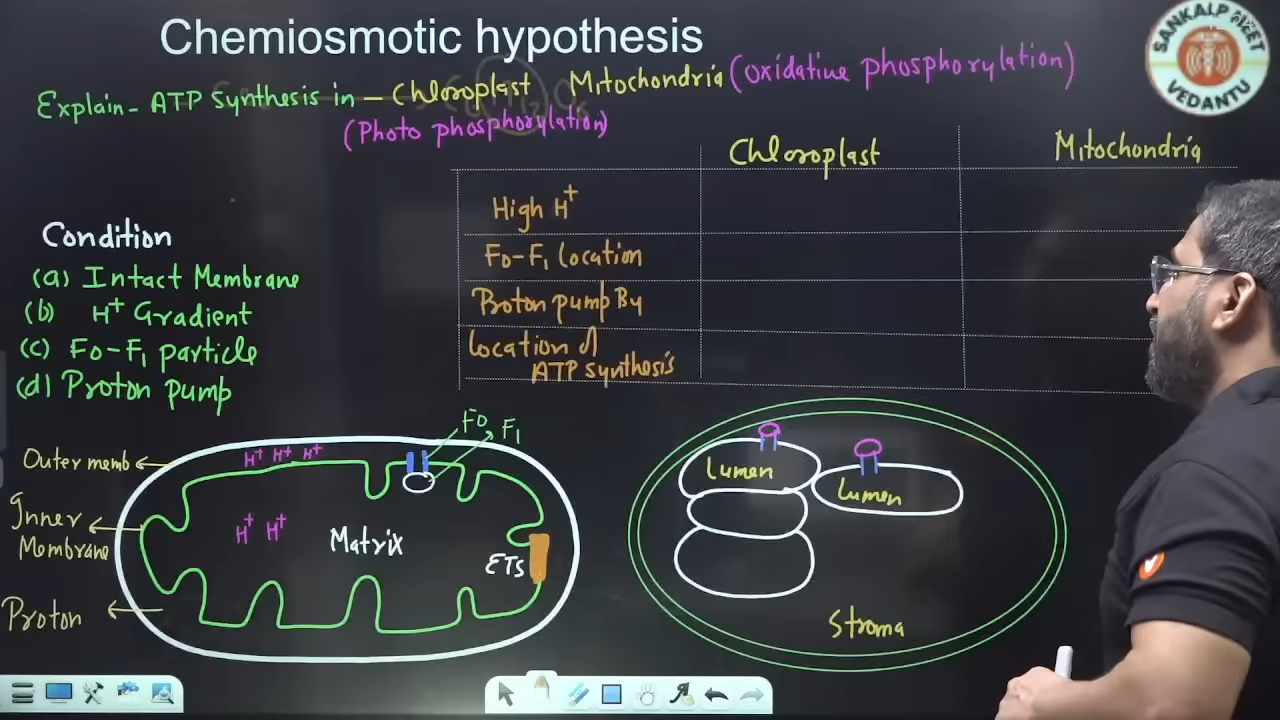 Chemiosmotic hypothesis
SANKALP NEET
VEDANTU
Explain - ATP Synthesis in - Chloroplast Mitochondria (Oxidative phosphorylation)
(Photo phosphorylation)
Chloroplast Mitochondria
High H+
Fo-F1 location
Proton pump By
Location of
ATP synthesis
Condition
(a) Intact Membrane
(b) H+ Gradient
(c) Fo-F1 particle
(d) Proton pump
Fo F1
Outer memb
H+ H+ H+
Inner
Membrane
H+ H+
Matrix
ETs
Proton
Lumen
Lumen
Stroma